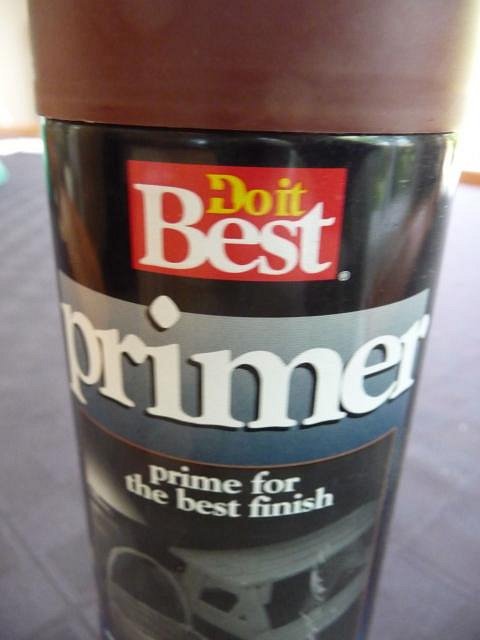 Do it
Best
primer
prime for
the best finish